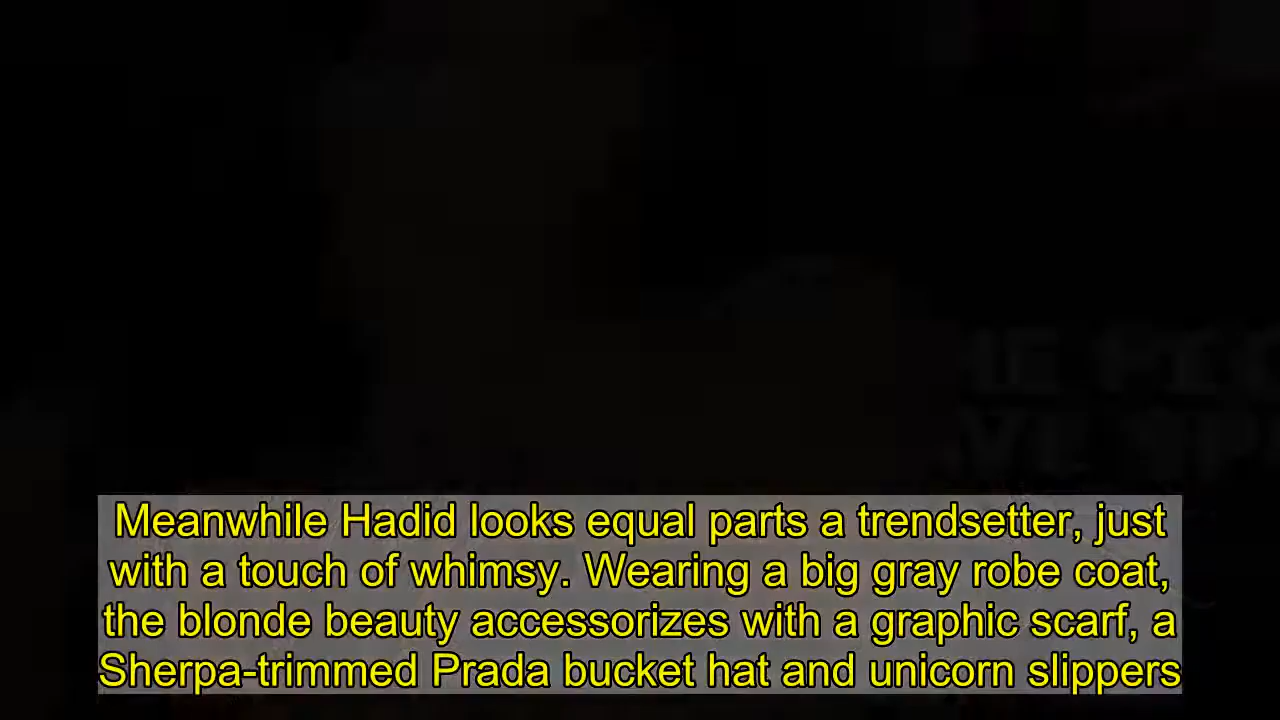 Meanwhile Hadid looks equal parts a trendsetter, just
with a touch of whimsy. Wearing a big gray robe coat,
the blonde beauty accessorizes with a graphic scarf, a
Sherpa-trimmed Prada bucket hat and unicorn slippers